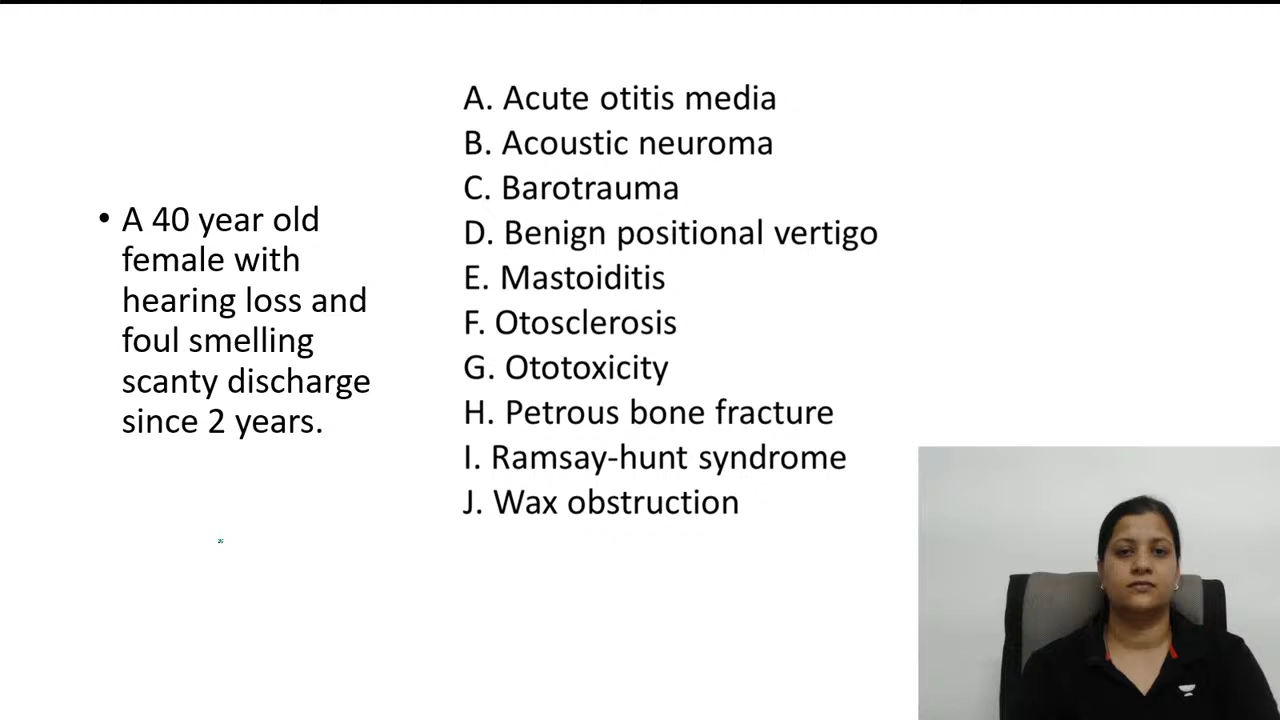 • A 40 year old
female with
hearing loss and
foul smelling
scanty discharge
since 2 years.
A. Acute otitis media
B. Acoustic neuroma
C. Barotrauma
D. Benign positional vertigo
E. Mastoiditis
F. Otosclerosis
G. Ototoxicity
H. Petrous bone fracture
I. Ramsay-hunt syndrome
J. Wax obstruction